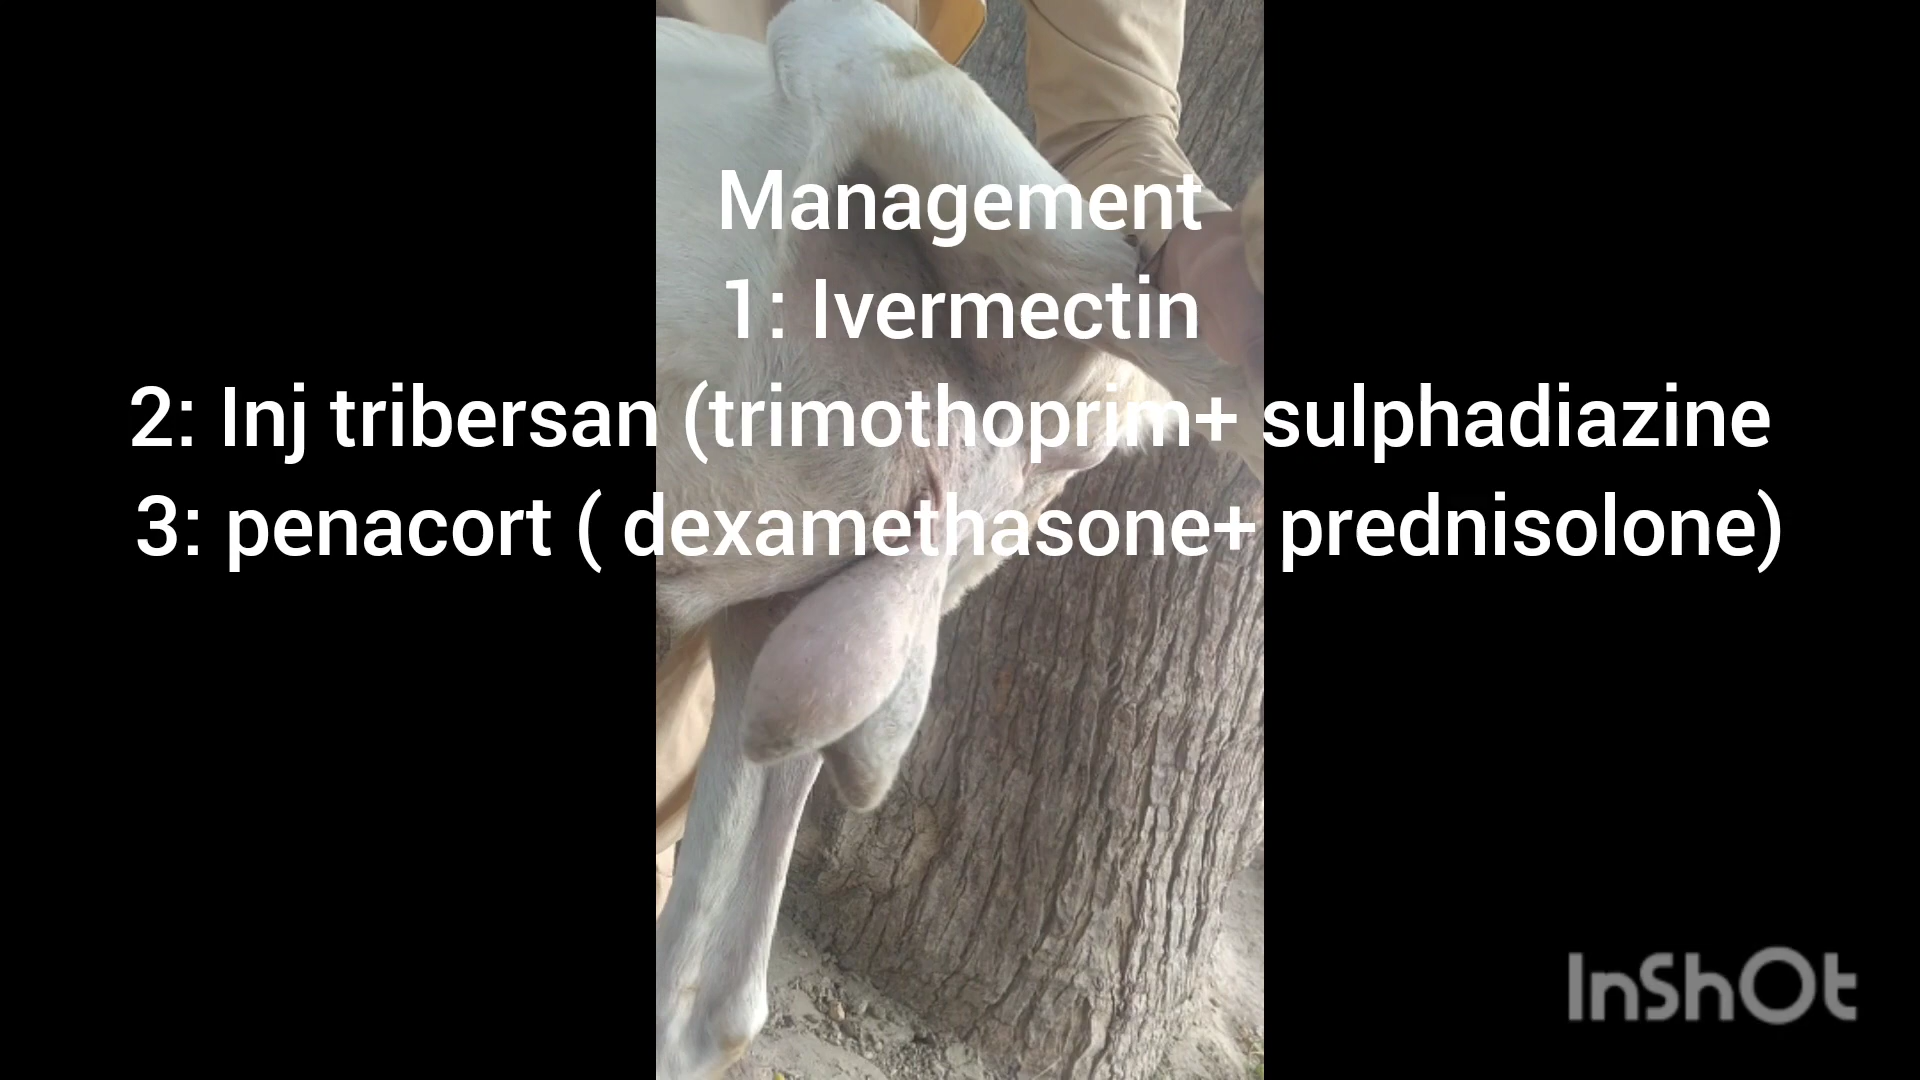 Management
1: Ivermectin
2: Inj tribersan (trimothoprim+ sulphadiazine
3: penacort ( dexamethasone+ prednisolone)
InShOt